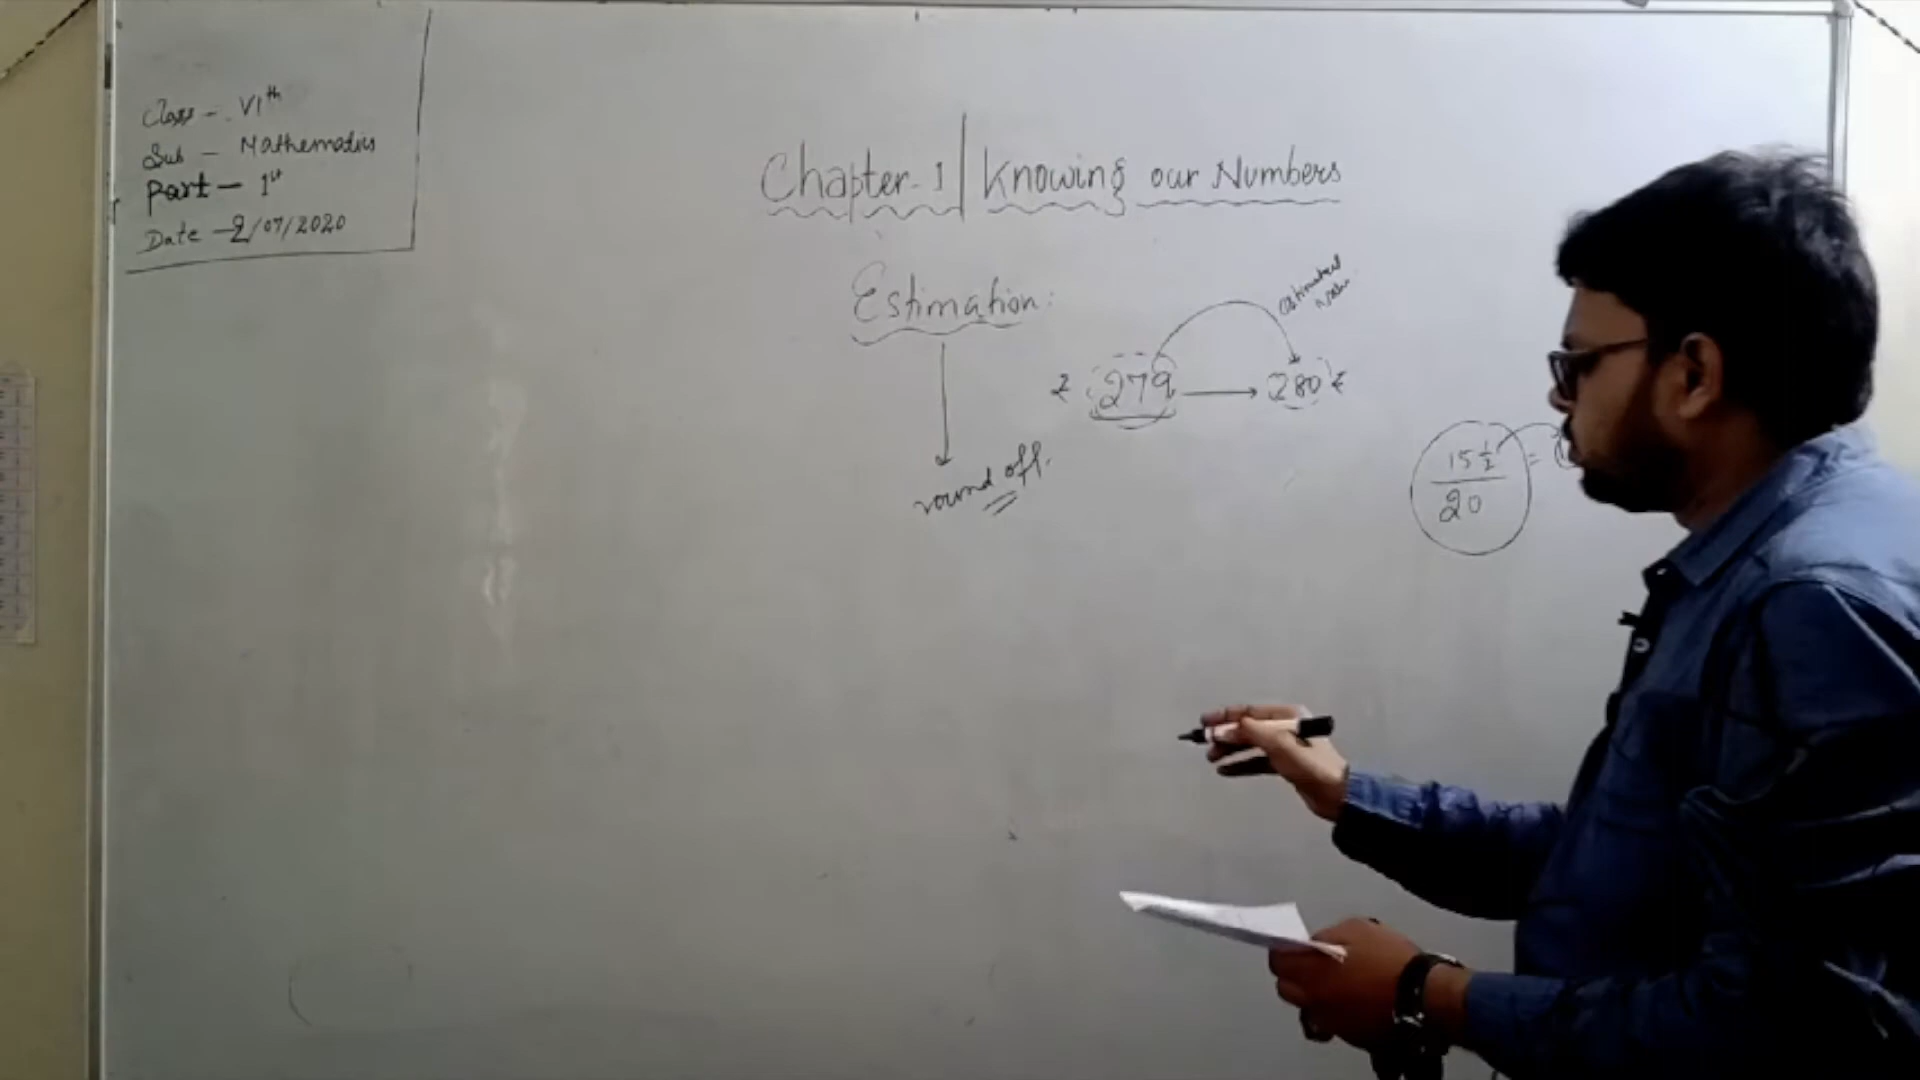 Class - VIth
Sub - Mathematics
Part - 1st
Date - 2/07/2020
Chapter-1 | Knowing our Numbers
Estimation:
estimated
₹ 279 → 280 ₹
round off.
15 1/2
20
=